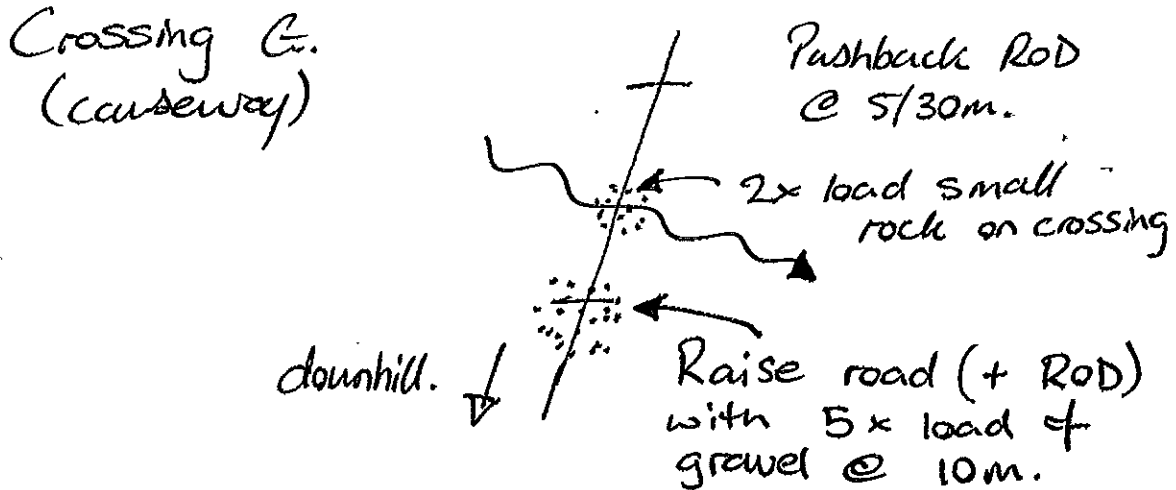 Crossing G.
(causeway)
Pushback RoD
@ 5/30m.
2x load small
rock on crossing
downhill.
Raise road (+ RoD)
with 5 x load of
gravel @ 10m.